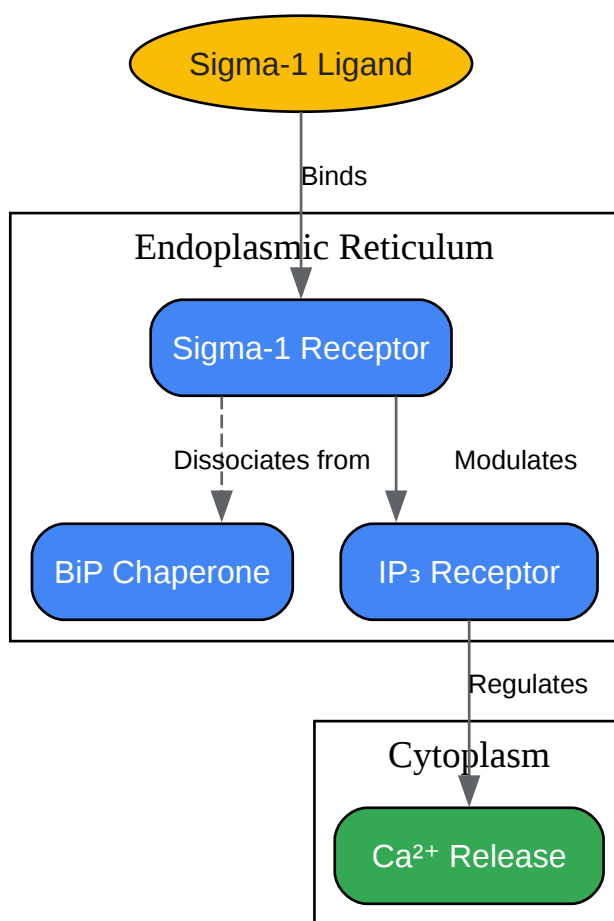 Sigma-1 Ligand
Binds
Endoplasmic Reticulum
Sigma-1 Receptor
Dissociates from
Modulates
BiP Chaperone
IP₃ Receptor
Regulates
Cytoplasm
Ca²⁺ Release